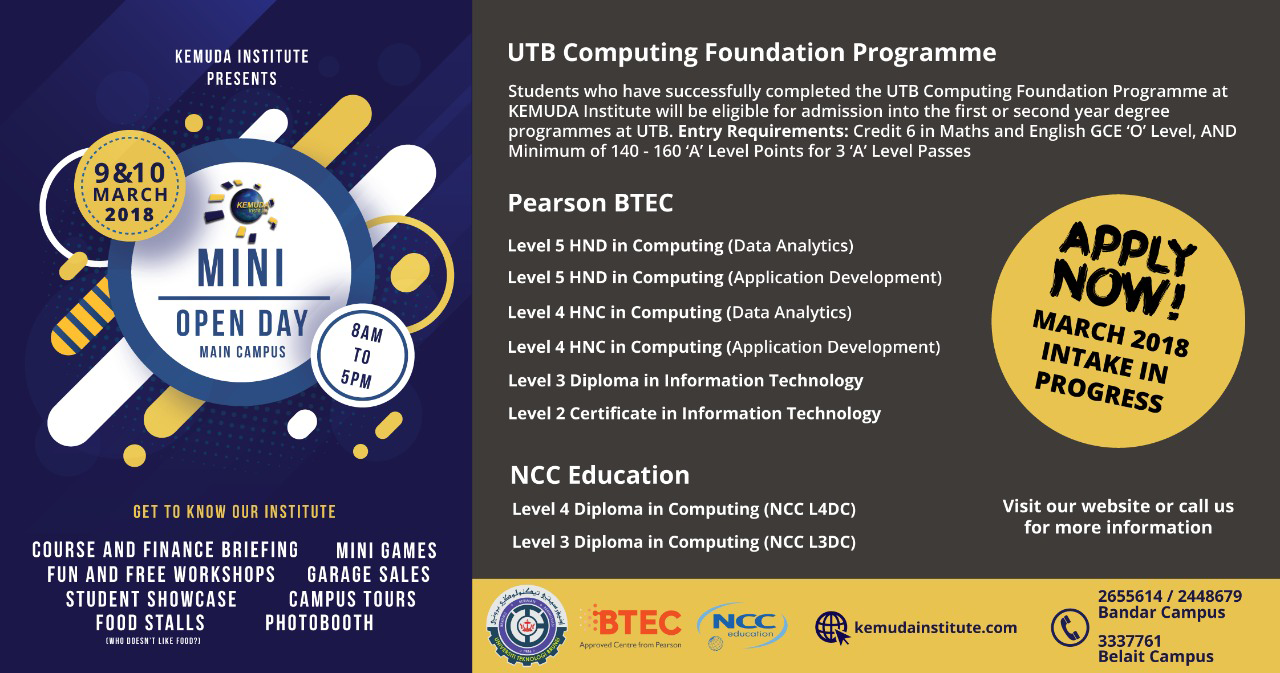 KEMUDA INSTITUTE
PRESENTS
9&10
MARCH
2018
KEMUDA
MINI
OPEN DAY
MAIN CAMPUS
8AM
TO
5PM
GET TO KNOW OUR INSTITUTE
COURSE AND FINANCE BRIEFING
MINI GAMES
FUN AND FREE WORKSHOPS
GARAGE SALES
STUDENT SHOWCASE
CAMPUS TOURS
FOOD STALLS
PHOTOBOOTH
(WHO DOESN'T LIKE FOOD?)
UTB Computing Foundation Programme
Students who have successfully completed the UTB Computing Foundation Programme at
KEMUDA Institute will be eligible for admission into the first or second year degree
programmes at UTB. Entry Requirements: Credit 6 in Maths and English GCE ‘O’ Level, AND
Minimum of 140 - 160 ‘A’ Level Points for 3 ‘A’ Level Passes
Pearson BTEC
Level 5 HND in Computing (Data Analytics)
Level 5 HND in Computing (Application Development)
Level 4 HNC in Computing (Data Analytics)
Level 4 HNC in Computing (Application Development)
Level 3 Diploma in Information Technology
Level 2 Certificate in Information Technology
APPLY
NOW!
MARCH 2018
INTAKE IN
PROGRESS
NCC Education
Level 4 Diploma in Computing (NCC L4DC)
Level 3 Diploma in Computing (NCC L3DC)
Visit our website or call us
for more information
UNIVERSITI TEKNOLOGI BRUNEI
BTEC
Approved Centre from Pearson
NCC
education
kemudainstitute.com
2655614 / 2448679
Bandar Campus
3337761
Belait Campus